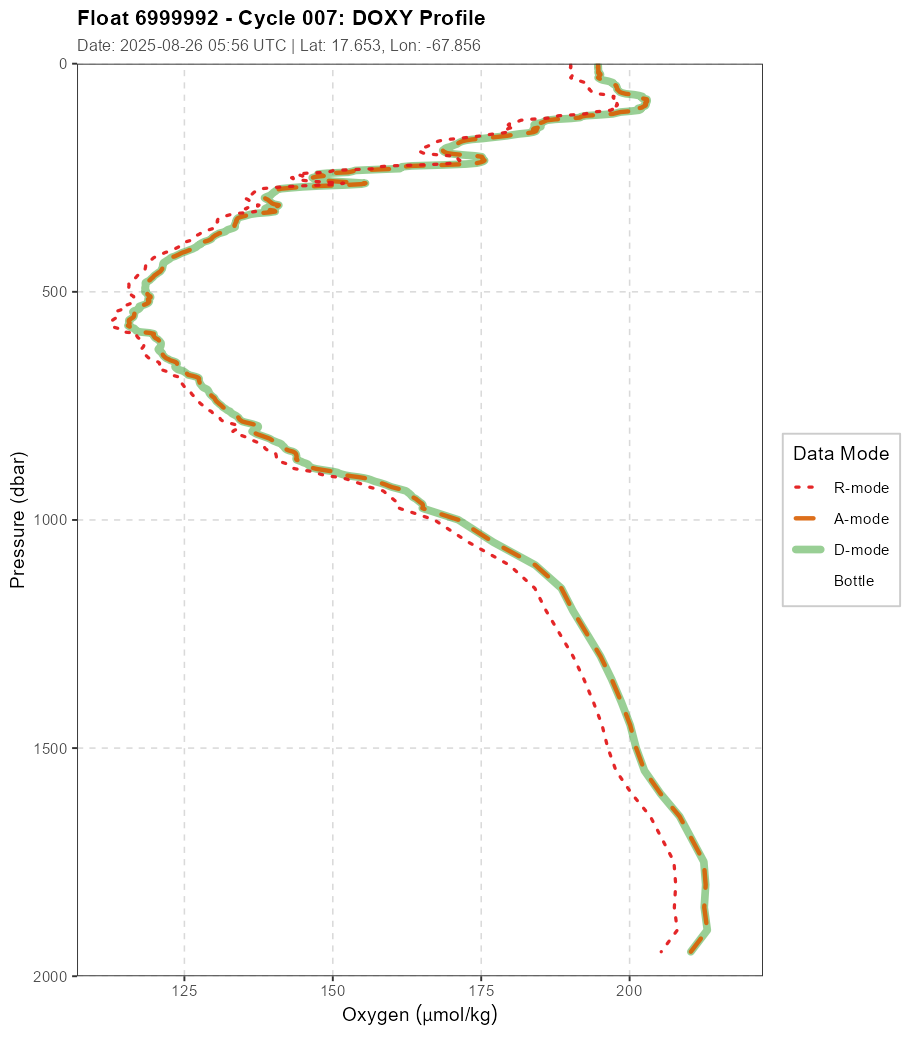 Float 6999992 - Cycle 007: DOXY Profile
Date: 2025-08-26 05:56 UTC | Lat: 17.653, Lon: -67.856
0
500
1000
1500
2000
Pressure (dbar)
125 150 175 200
Oxygen (µmol/kg)
Data Mode
R-mode
A-mode
D-mode
Bottle